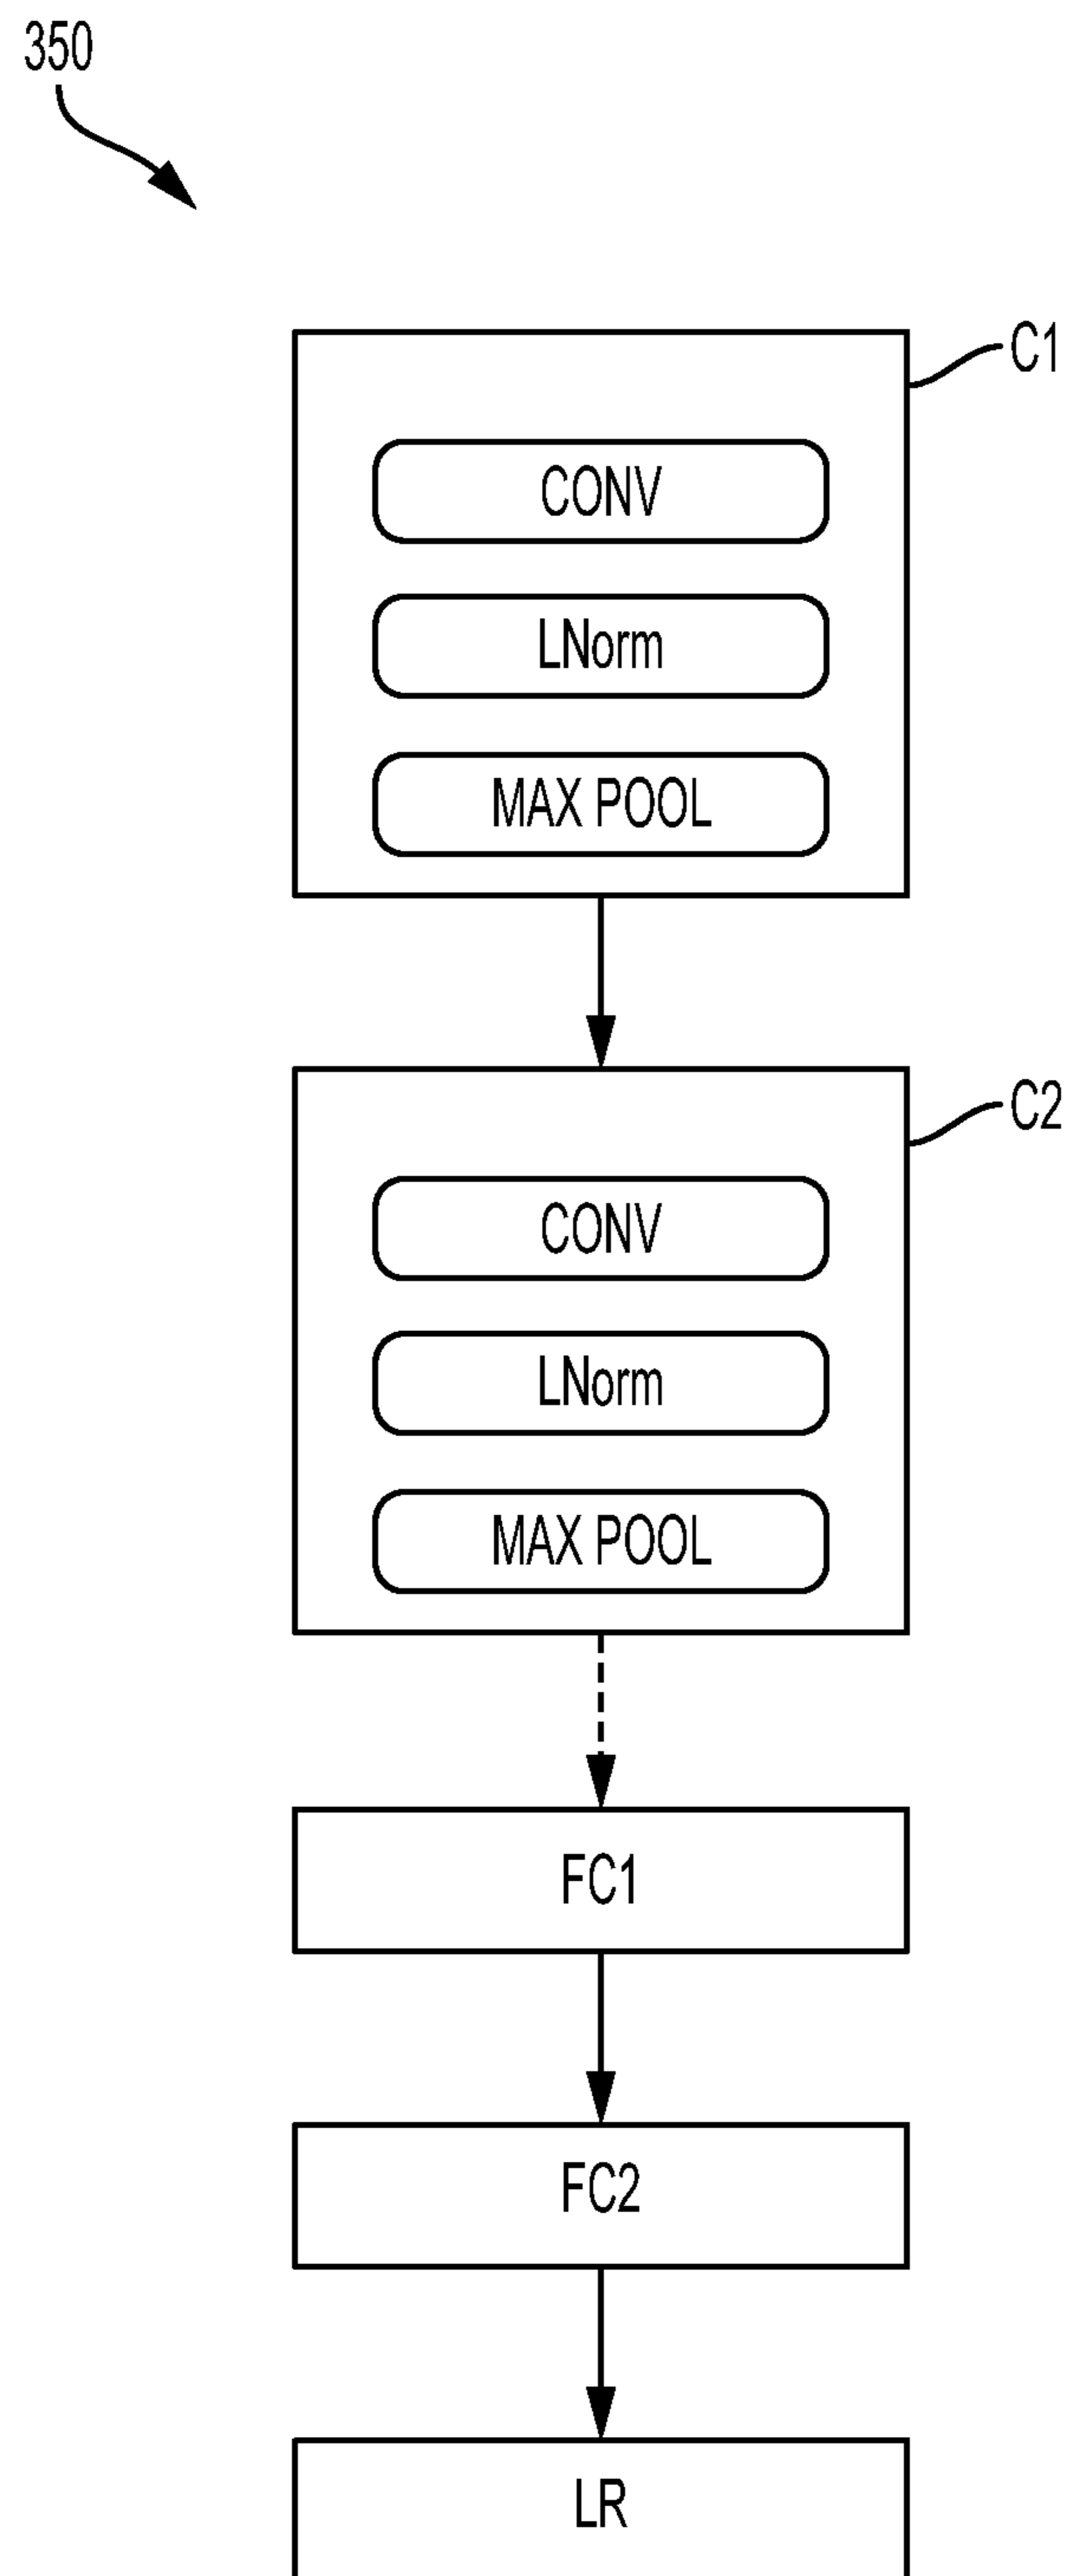 350
C1
CONV
LNorm
MAX POOL
C2
CONV
LNorm
MAX POOL
FC1
FC2
LR